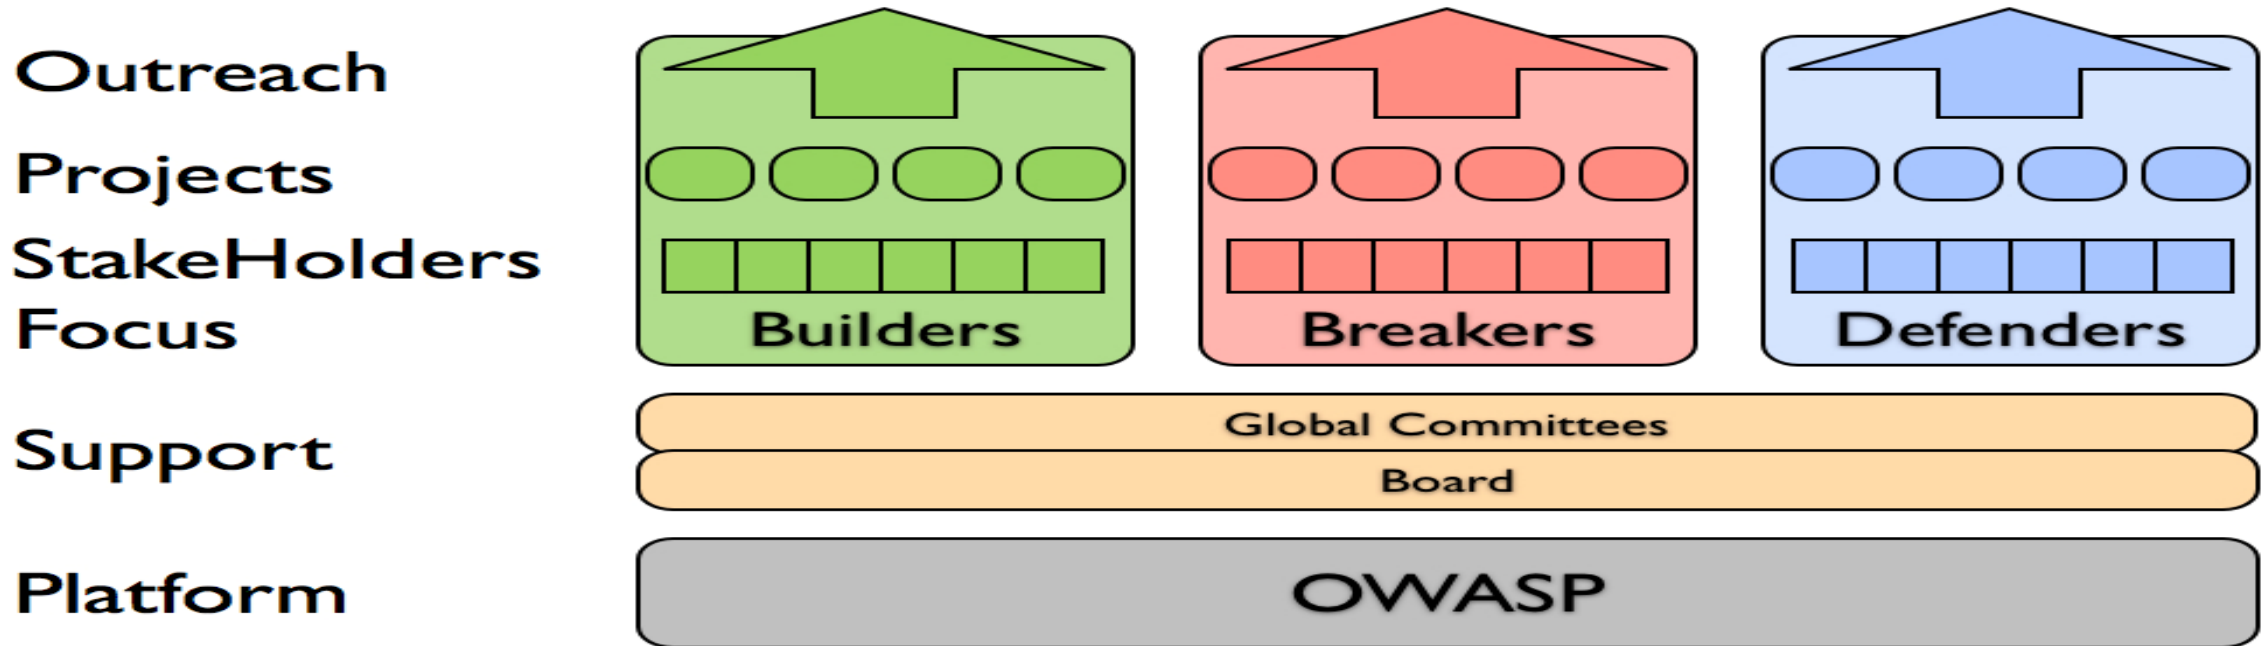 Outreach
Projects
StakeHolders
Focus
Builders
Breakers
Defenders
Support
Global Committees
Board
Platform
OWASP